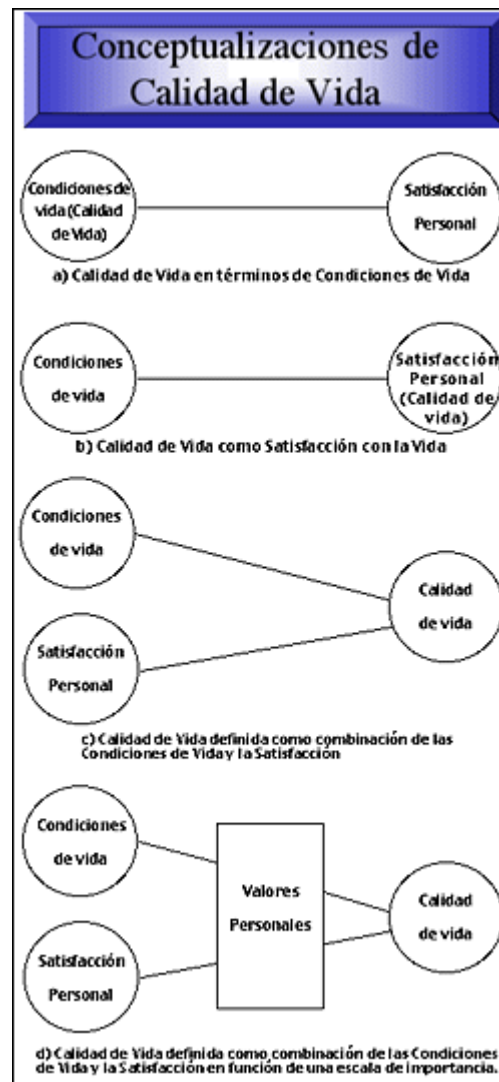 Conceptualizaciones de
Calidad de Vida
Condiciones de
vida (Calidad
de Vida)
Satisfacción
Personal
a) Calidad de Vida en términos de Condiciones de Vida
Condiciones
de vida
Satisfacción
Personal
(Calidad de
vida)
b) Calidad de Vida como Satisfacción con la Vida
Condiciones
de vida
Satisfacción
Personal
Calidad
de vida
c) Calidad de Vida definida como combinación de las
Condiciones de Vida y la Satisfacción
Condiciones
de vida
Satisfacción
Personal
Valores
Personales
Calidad
de vida
d) Calidad de Vida definida como combinación de las Condiciones
de Vida y la Satisfacción en función de una escala de importancia.